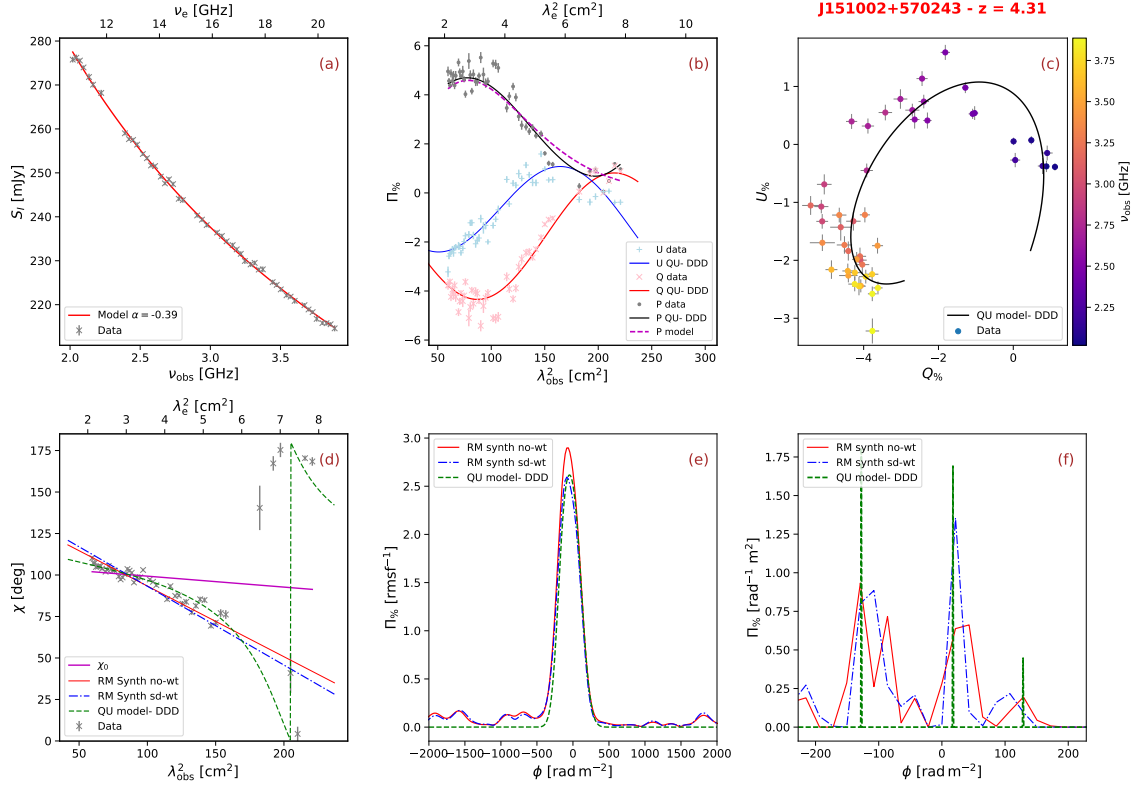 J151002+570243 - z = 4.31
ν_e [GHz]
12 14 16 18 20
(a)
S_I [mJy]
280
270
260
250
240
230
220
Model α = -0.39
Data
2.0 2.5 3.0 3.5
ν_obs [GHz]
λ_e^2 [cm^2]
2 4 6 8 10
(b)
Π_%
6
4
2
0
−2
−4
−6
U data
U QU- DDD
Q data
Q QU- DDD
P data
P QU- DDD
P model
50 100 150 200 250 300
λ_obs^2 [cm^2]
(c)
U_%
1
0
−1
−2
−3
QU model- DDD
Data
−4 −2 0
Q_%
3.75
3.50
3.25
3.00
2.75
2.50
2.25
ν_obs [GHz]
λ_e^2 [cm^2]
2 3 4 5 6 7 8
(d)
χ [deg]
175
150
125
100
75
50
25
0
χ_0
RM Synth no-wt
RM Synth sd-wt
QU model- DDD
Data
50 100 150 200
λ_obs^2 [cm^2]
(e)
Π_% [rmsf^−1]
3.0
2.5
2.0
1.5
1.0
0.5
0.0
RM synth no-wt
RM synth sd-wt
QU model- DDD
−2000 −1500 −1000 −500 0 500 1000 1500 2000
ϕ [rad m^−2]
(f)
Π_% [rad^−1 m^2]
1.75
1.50
1.25
1.00
0.75
0.50
0.25
0.00
RM synth no-wt
RM synth sd-wt
QU model- DDD
−200 −100 0 100 200
ϕ [rad m^−2]